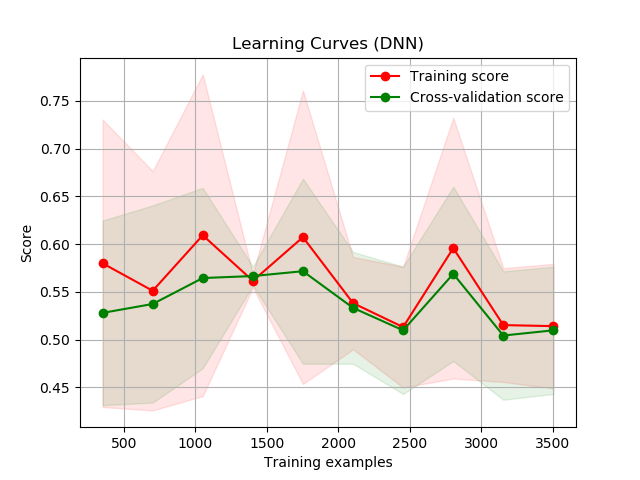 Learning Curves (DNN)
Training score
Cross-validation score
0.75
0.70
0.65
0.60
0.55
0.50
0.45
Score
500 1000 1500 2000 2500 3000 3500
Training examples